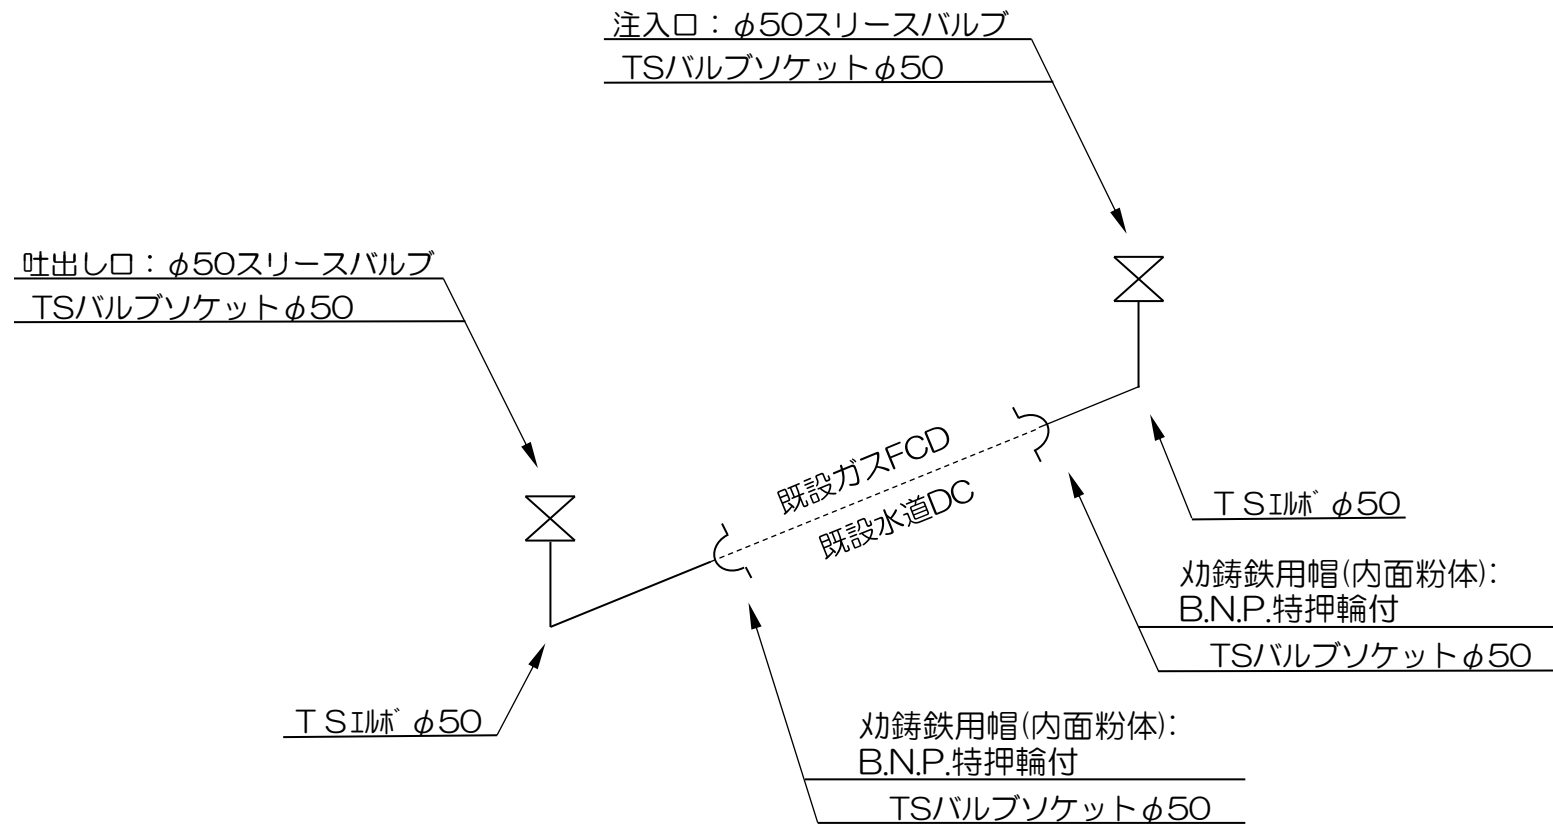 注入口：φ50スリースバルブ
TSバルブソケットφ50
吐出し口：φ50スリースバルブ
TSバルブソケットφ50
既設ガスFCD
既設水道DC
ＴＳｴﾙﾎﾞφ50
ﾒｶ鋳鉄用帽(内面粉体):
B.N.P.特押輪付
TSバルブソケットφ50
ＴＳｴﾙﾎﾞφ50
ﾒｶ鋳鉄用帽(内面粉体):
B.N.P.特押輪付
TSバルブソケットφ50